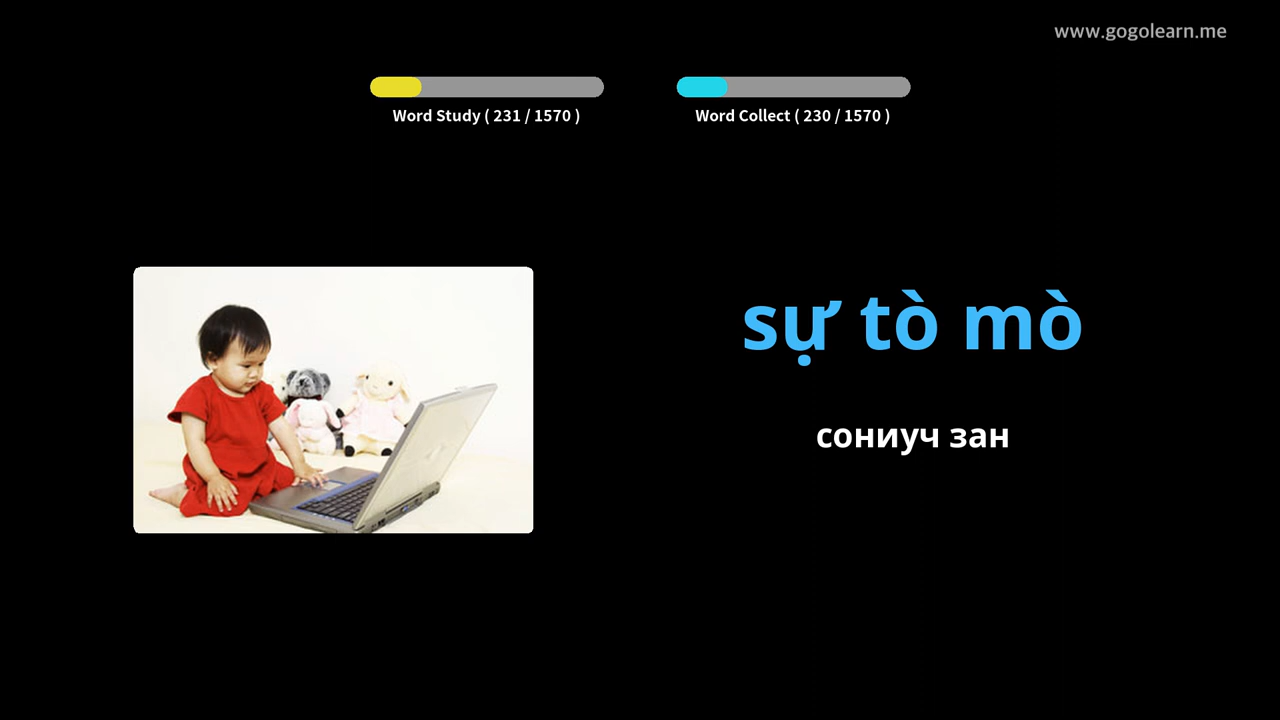 www.gogolearn.me
Word Study ( 231 / 1570 )
Word Collect ( 230 / 1570 )
sự tò mò
сониуч зан